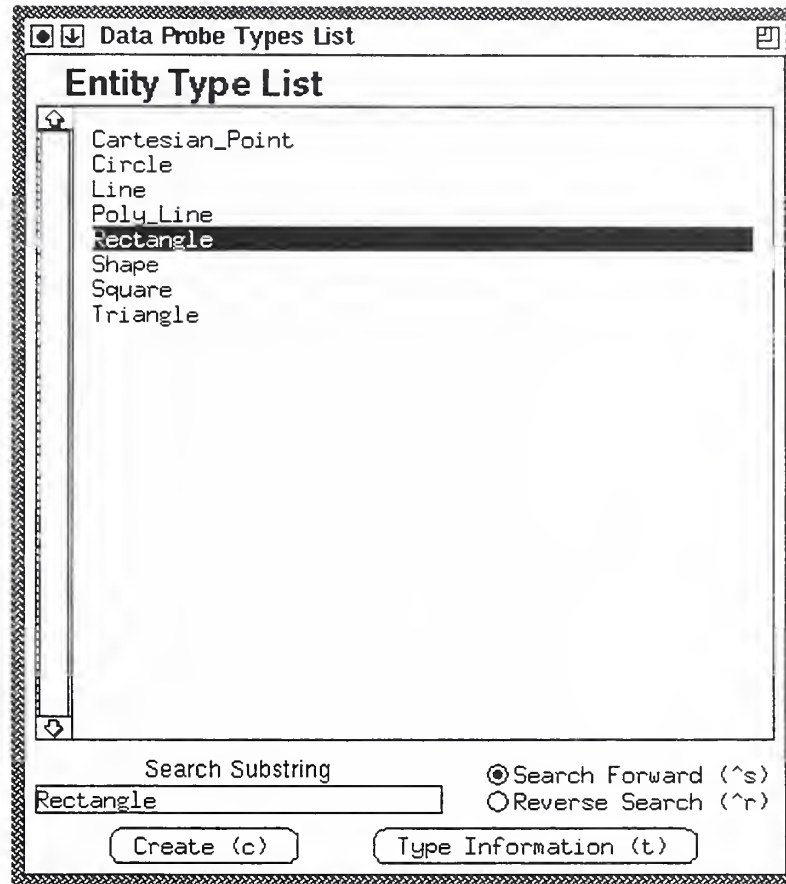 Data Probe Types List
Entity Type List
Cartesian_Point
Circle
Line
Poly_Line
Rectangle
Shape
Square
Triangle
Search Substring
Rectangle
Search Forward (^s)
Reverse Search (^r)
Create (c)
Type Information (t)